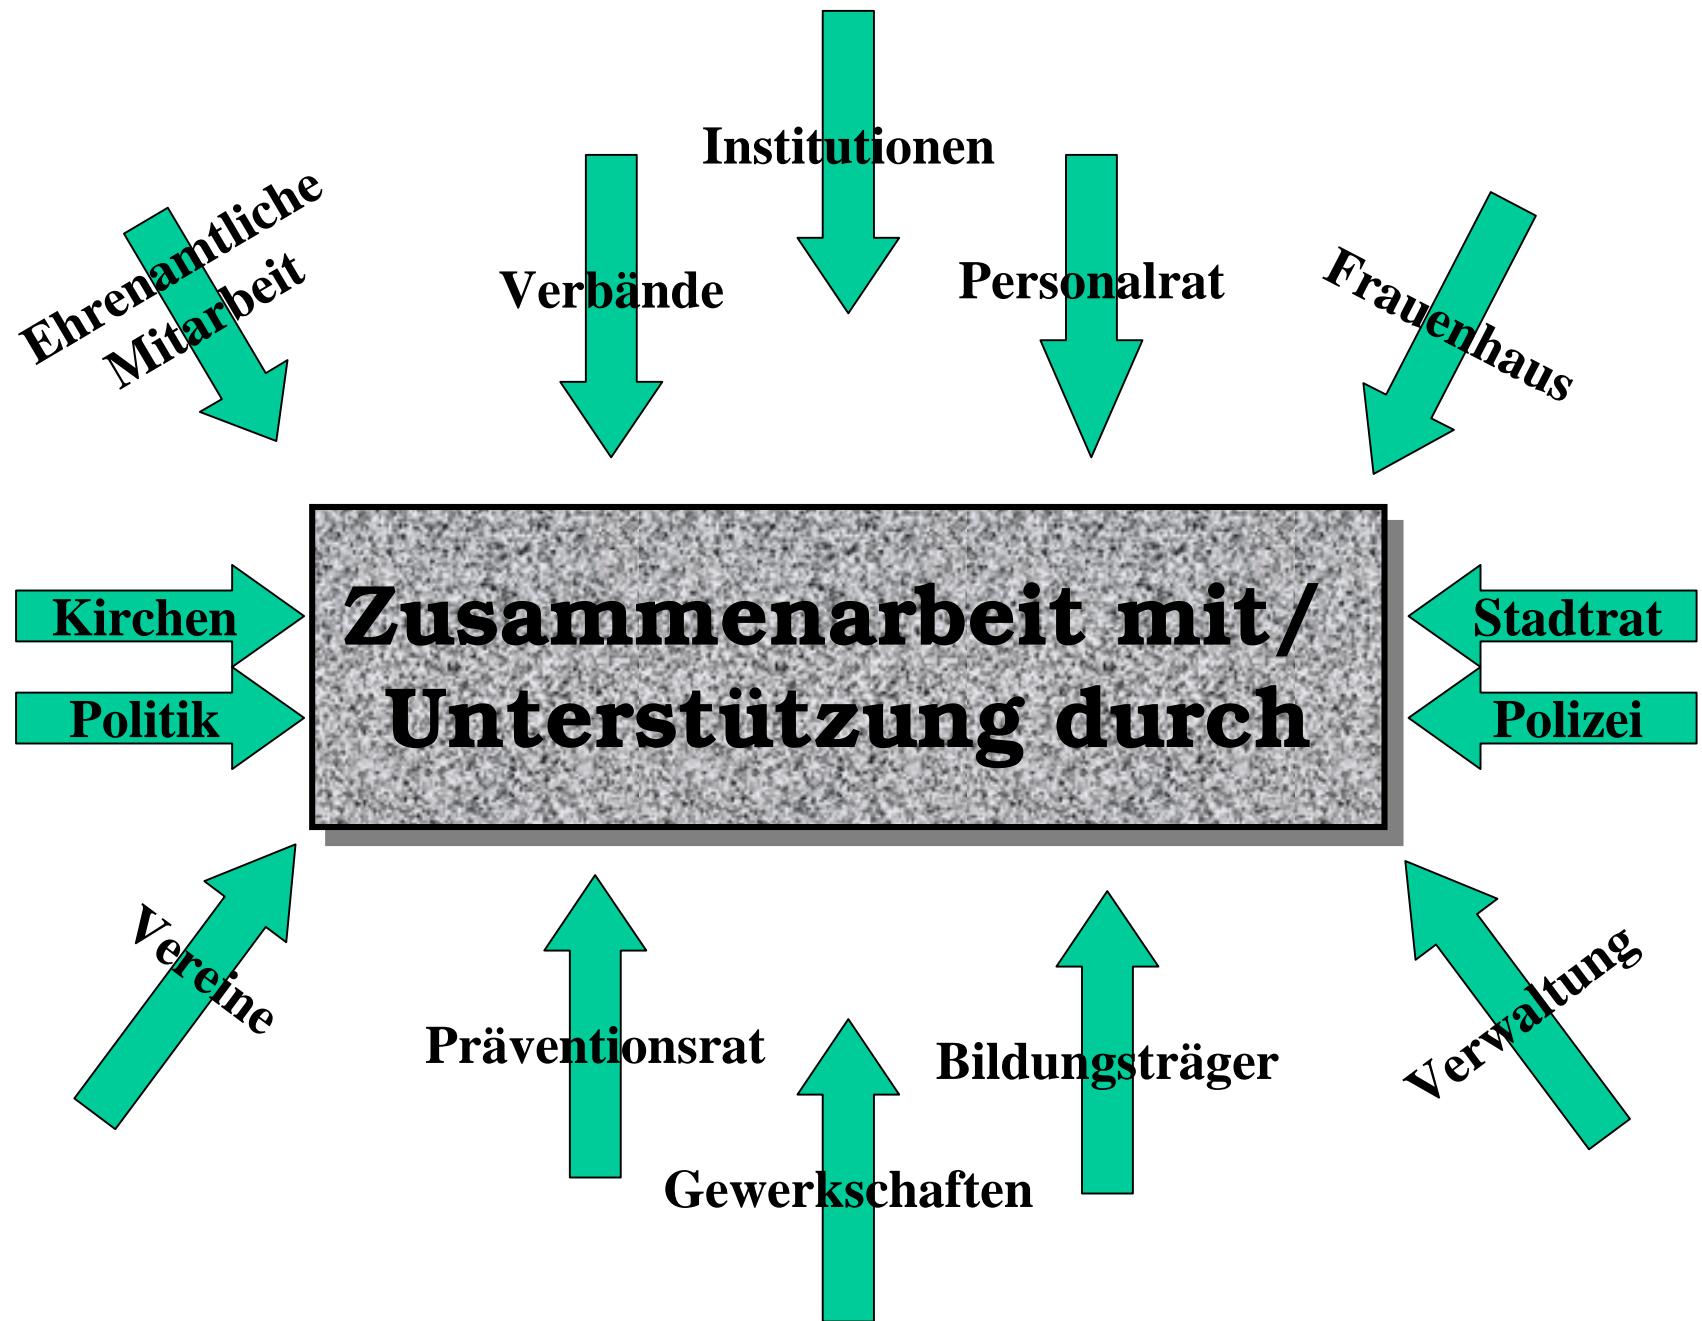 Institutionen
Ehrenamtliche
Mitarbeit
Verbände
Personalrat
Frauenhaus
Kirchen
Zusammenarbeit mit/
Stadtrat
Politik
Unterstützung durch
Polizei
Vereine
Präventionsrat
Bildungsträger
Verwaltung
Gewerkschaften